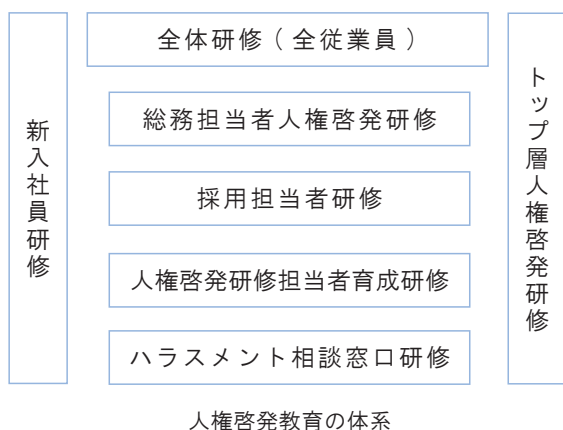 新入社員研修
全体研修（全従業員）
総務担当者人権啓発研修
採用担当者研修
人権啓発研修担当者育成研修
ハラスメント相談窓口研修
トップ層人権啓発研修
人権啓発教育の体系